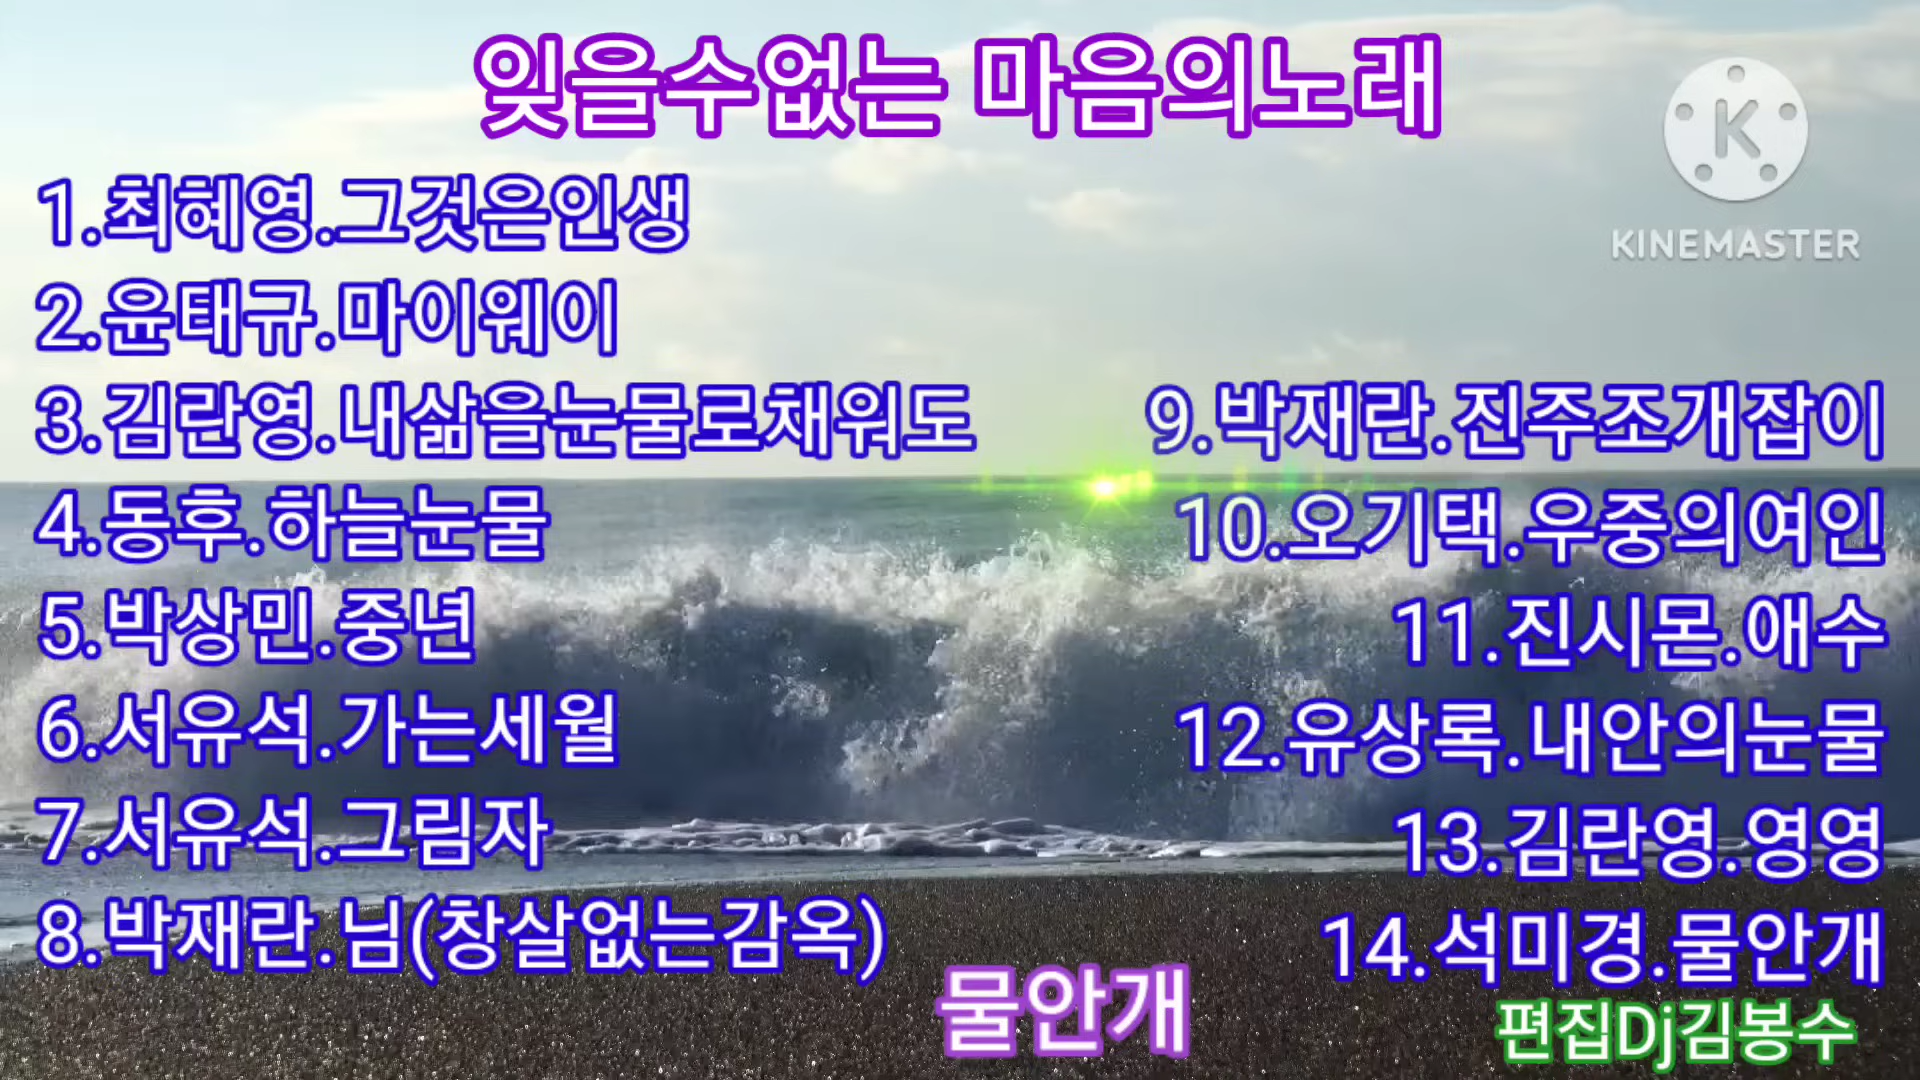 잊을수없는 마음의노래
KINEMASTER
1.최혜영.그것은인생
2.윤태규.마이웨이
3.김란영.내삶을눈물로채워도
4.동후.하늘눈물
5.박상민.중년
6.서유석.가는세월
7.서유석.그림자
8.박재란.님(창살없는감옥)
9.박재란.진주조개잡이
10.오기택.우중의여인
11.진시몬.애수
12.유상록.내안의눈물
13.김란영.영영
14.석미경.물안개
물안개
편집Dj김봉수